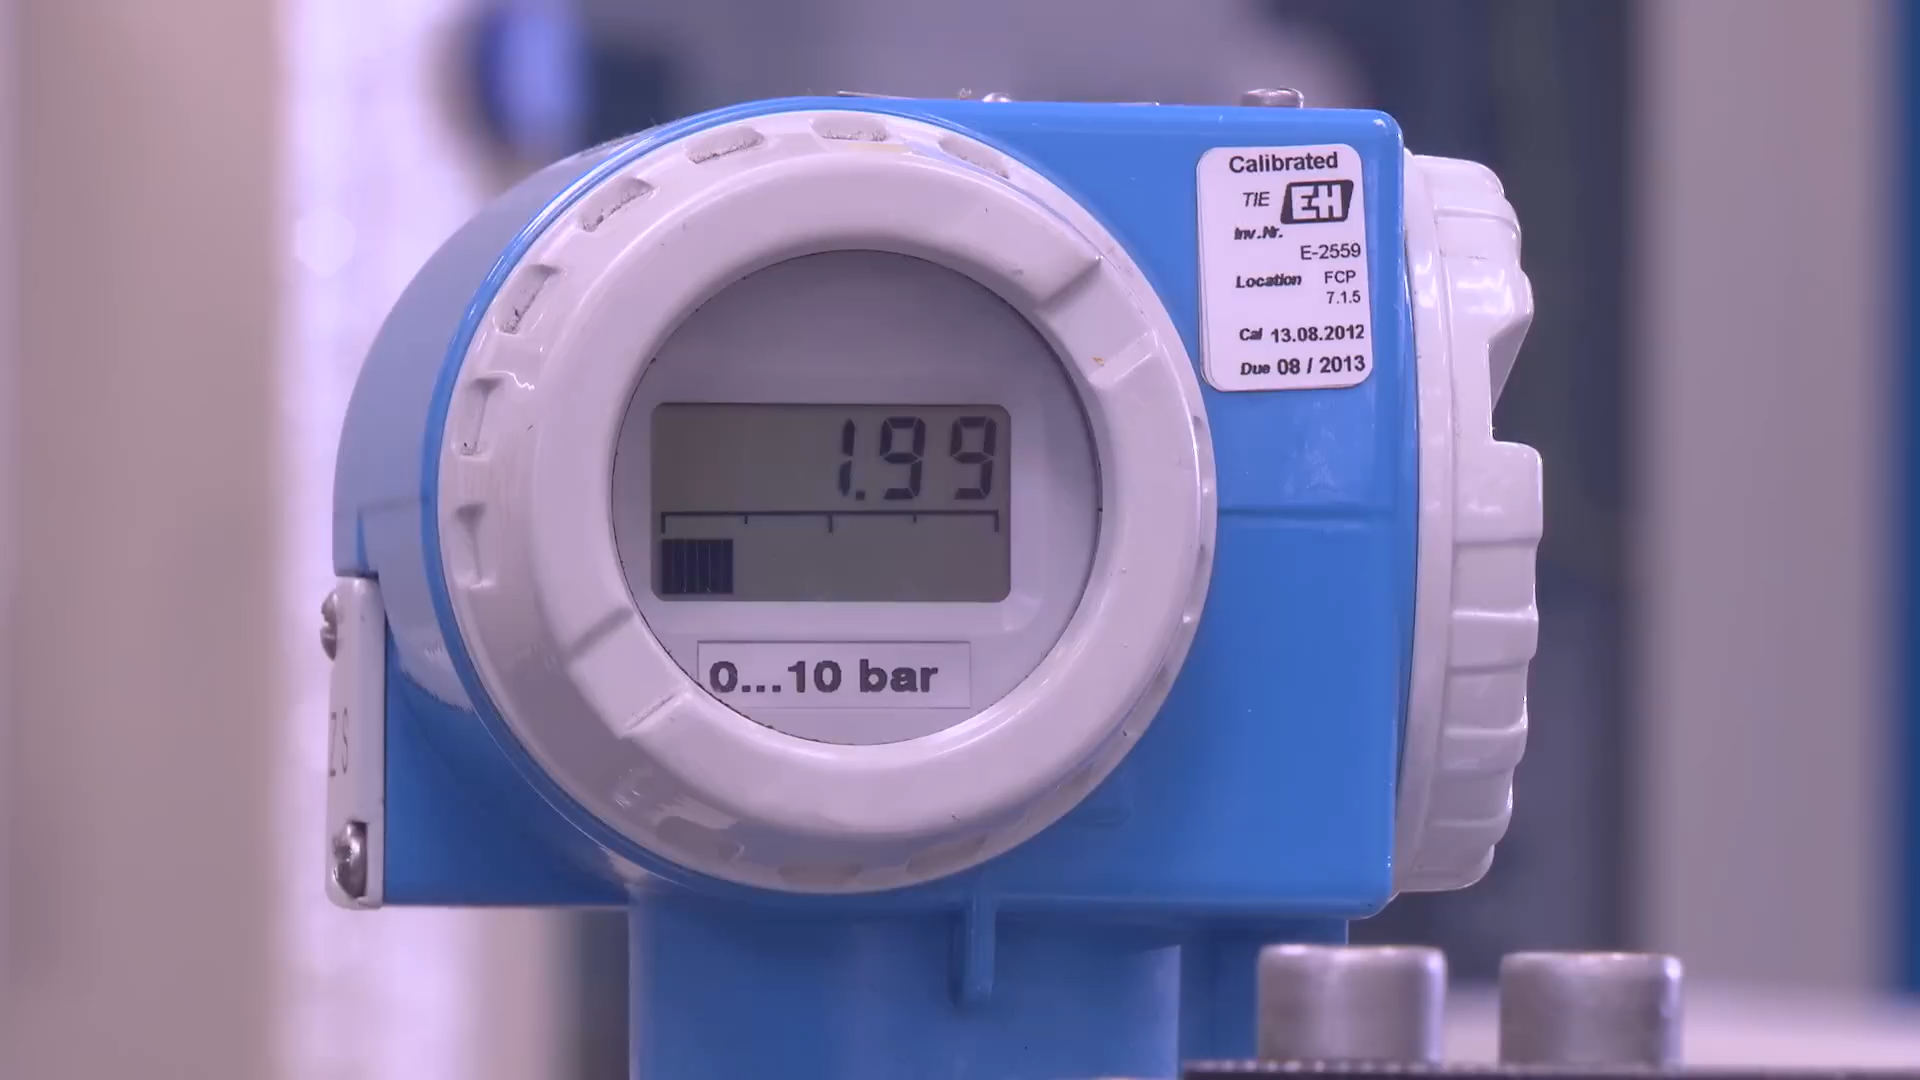 Calibrated
TIE EH
Inv.Nr.
E-2559
Location FCP
7.1.5
Cal 13.08.2012
Due 08 / 2013
1.99
0...10 bar
ZS